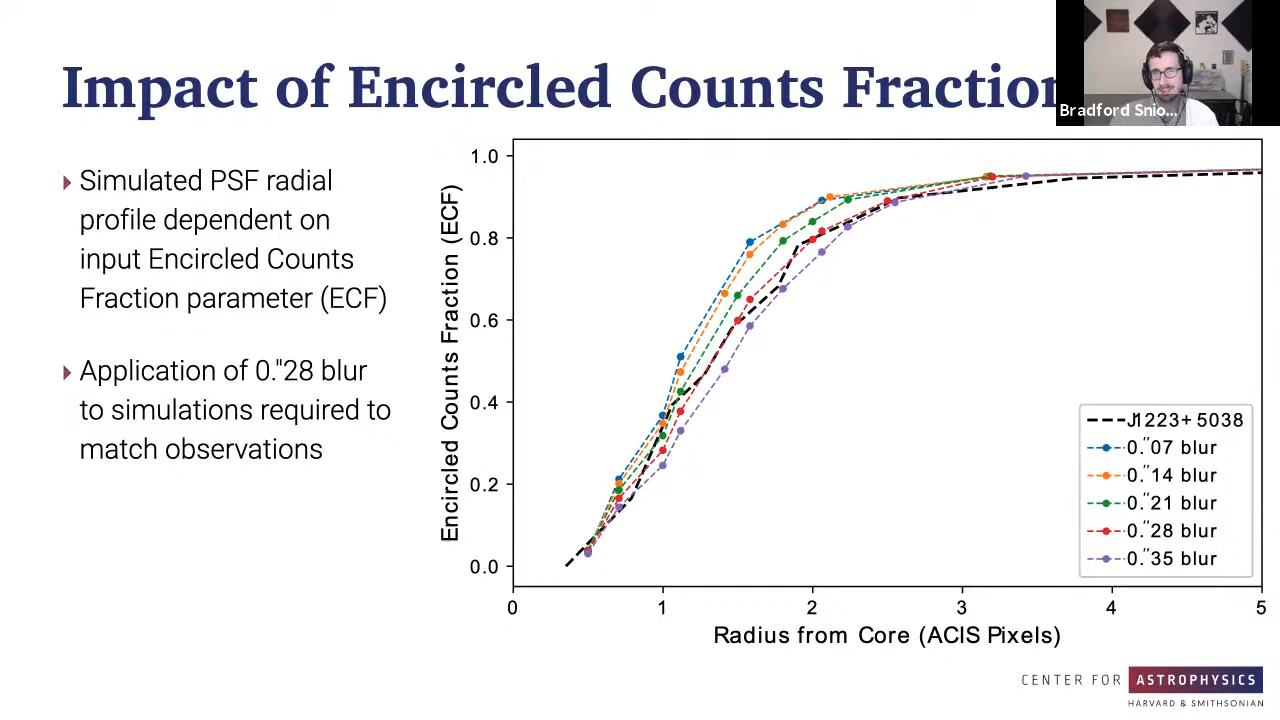 Impact of Encircled Counts Fraction
Bradford Snio...
Simulated PSF radial
profile dependent on
input Encircled Counts
Fraction parameter (ECF)
Application of 0."28 blur
to simulations required to
match observations
Encircled Counts Fraction (ECF)
1.0
0.8
0.6
0.4
0.2
0.0
0 1 2 3 4 5
Radius from Core (ACIS Pixels)
J1223+5038
0."07 blur
0."14 blur
0."21 blur
0."28 blur
0."35 blur
CENTER FOR ASTROPHYSICS
HARVARD & SMITHSONIAN